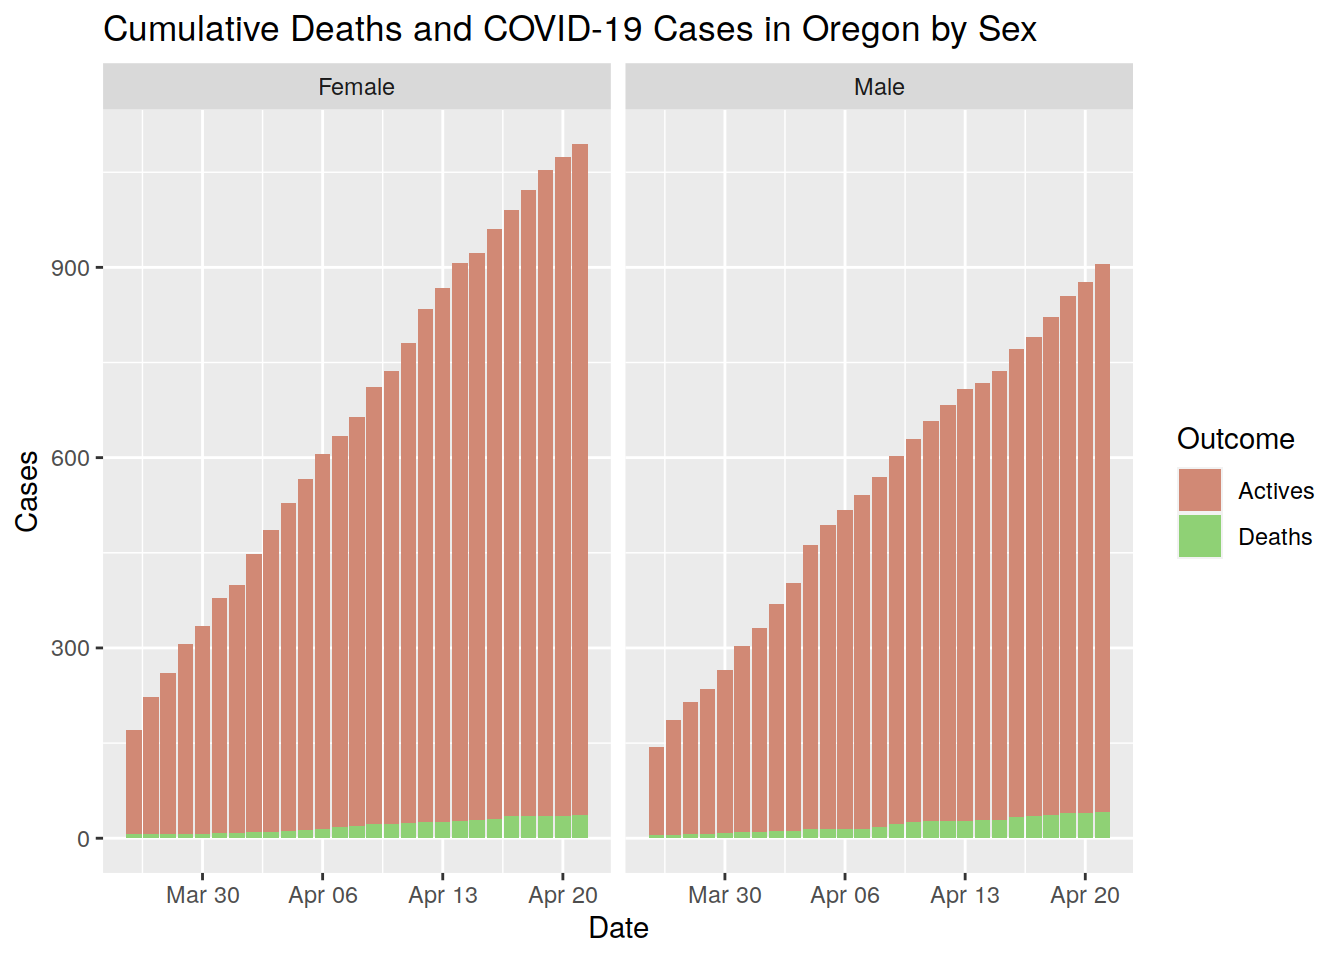 Cumulative Deaths and COVID-19 Cases in Oregon by Sex
Female
Male
900
600
300
0
Cases
Mar 30
Apr 06
Apr 13
Apr 20
Mar 30
Apr 06
Apr 13
Apr 20
Date
Outcome
Actives
Deaths